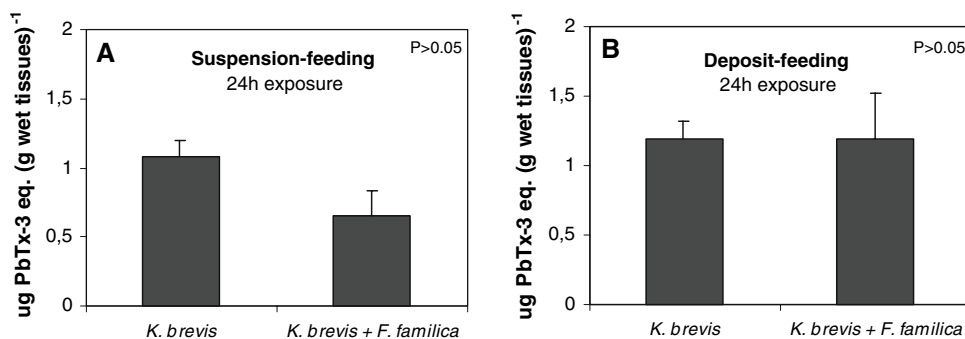 A
Suspension-feeding
24h exposure
P>0.05
ug PbTx-3 eq. (g wet tissues)-1
2
1,5
1
0,5
0
K. brevis
K. brevis + F. familica
B
Deposit-feeding
24h exposure
P>0.05
ug PbTx-3 eq. (g wet tissues)-1
2
1,5
1
0,5
0
K. brevis
K. brevis + F. familica